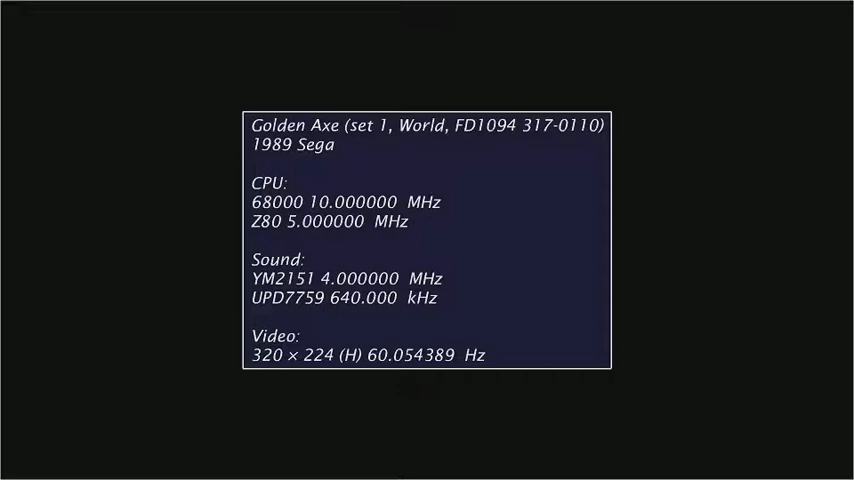 Golden Axe (set 1, World, FD1094 317-0110)
1989 Sega
CPU:
68000 10.000000 MHz
Z80 5.000000 MHz
Sound:
YM2151 4.000000 MHz
UPD7759 640.000 kHz
Video:
320 × 224 (H) 60.054389 Hz